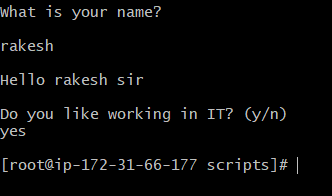 What is your name?
rakesh
Hello rakesh sir
Do you like working in IT? (y/n)
yes
[root@ip-172-31-66-177 scripts]#